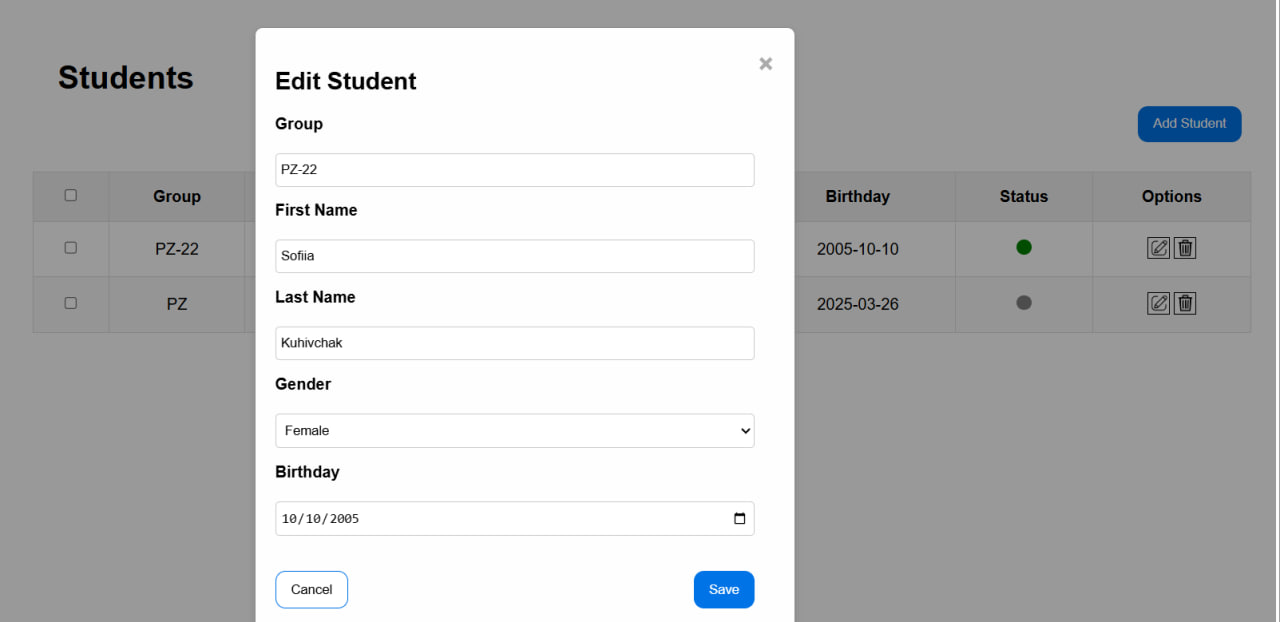 Students
Add Student
Group Birthday Status Options
PZ-22 2005-10-10
PZ 2025-03-26
Edit Student
×
Group
PZ-22
First Name
Sofiia
Last Name
Kuhivchak
Gender
Female
Birthday
10/10/2005
Cancel Save